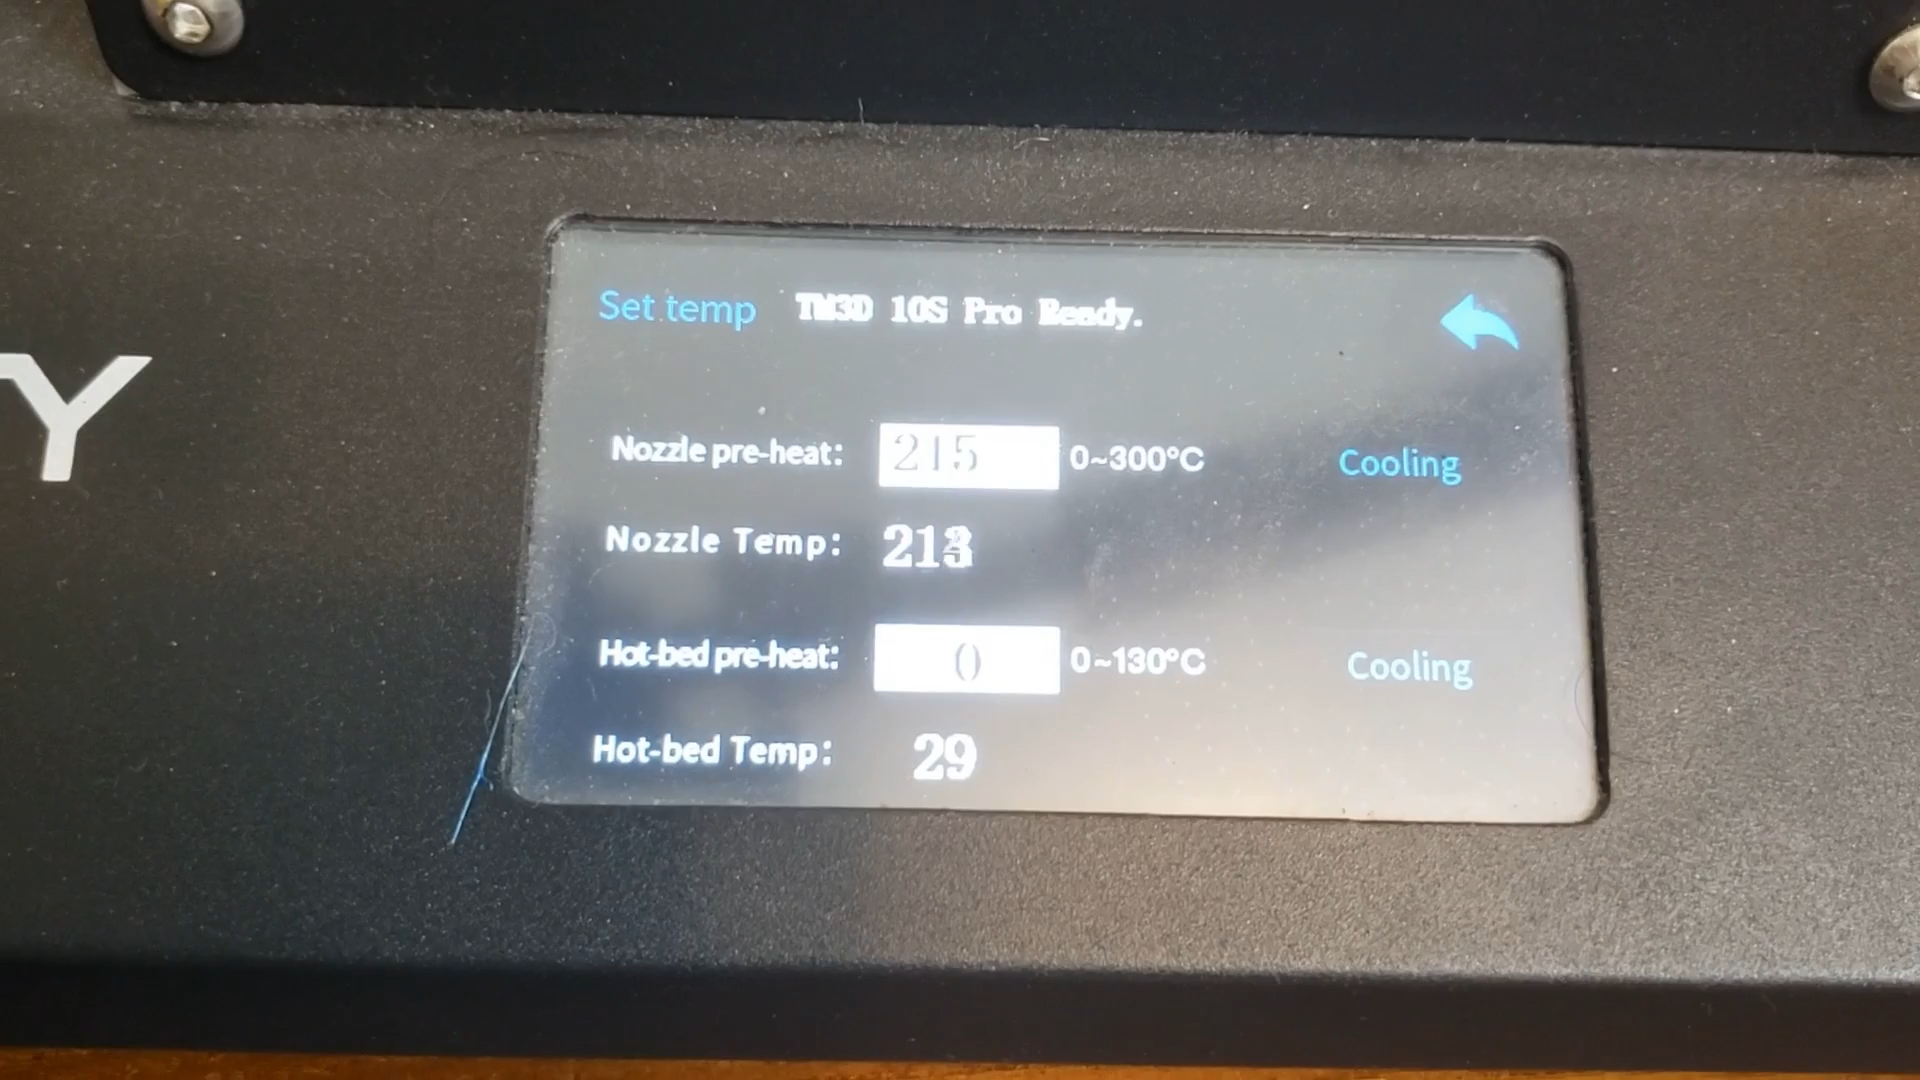 Set temp TM3D 10S Pro Ready.
Y
Nozzle pre-heat: 215 0~300°C Cooling
Nozzle Temp:
Hot-bed pre-heat: 0 0~130°C Cooling
Hot-bed Temp: 29